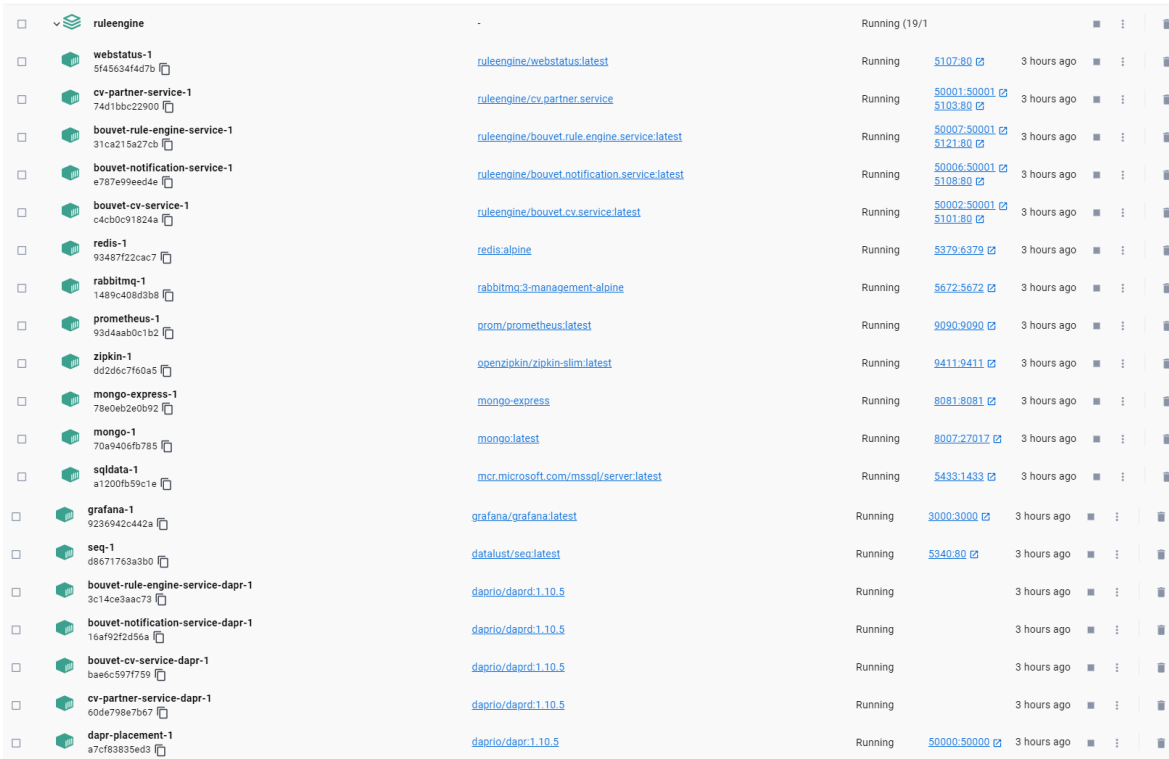 ruleengine - Running (19/1
webstatus-1
5f45634f4d7b ruleengine/webstatus:latest Running 5107:80 3 hours ago
cv-partner-service-1
74d1bbc22900 ruleengine/cv.partner.service Running 50001:50001 5103:80 3 hours ago
bouvet-rule-engine-service-1
31ca215a27cb ruleengine/bouvet.rule.engine.service:latest Running 50007:50001 5121:80 3 hours ago
bouvet-notification-service-1
e787e99eed4e ruleengine/bouvet.notification.service:latest Running 50006:50001 5108:80 3 hours ago
bouvet-cv-service-1
c4cb0c91824a ruleengine/bouvet.cv.service:latest Running 50002:50001 5101:80 3 hours ago
redis-1
93487f22cac7 redis:alpine Running 5379:6379 3 hours ago
rabbitmq-1
1489c408d3b8 rabbitmq:3-management-alpine Running 5672:5672 3 hours ago
prometheus-1
93d4aab0c1b2 prom/prometheus:latest Running 9090:9090 3 hours ago
zipkin-1
dd2d6c7f60a5 openzipkin/zipkin-slim:latest Running 9411:9411 3 hours ago
mongo-express-1
78e0eb2e0b92 mongo-express Running 8081:8081 3 hours ago
mongo-1
70a9406fb785 mongo:latest Running 8007:27017 3 hours ago
sqldata-1
a1200fb59c1e mcr.microsoft.com/mssql/server:latest Running 5433:1433 3 hours ago
grafana-1
9236942c442a grafana/grafana:latest Running 3000:3000 3 hours ago
seq-1
d8671763a3b0 datalust/seq:latest Running 5340:80 3 hours ago
bouvet-rule-engine-service-dapr-1
3c14ce3aac73 daprio/daprd:1.10.5 Running 3 hours ago
bouvet-notification-service-dapr-1
16af92f2d56a daprio/daprd:1.10.5 Running 3 hours ago
bouvet-cv-service-dapr-1
bae6c597f759 daprio/daprd:1.10.5 Running 3 hours ago
cv-partner-service-dapr-1
60de798e7b67 daprio/daprd:1.10.5 Running 3 hours ago
dapr-placement-1
a7cf83835ed3 daprio/dapr:1.10.5 Running 50000:50000 3 hours ago